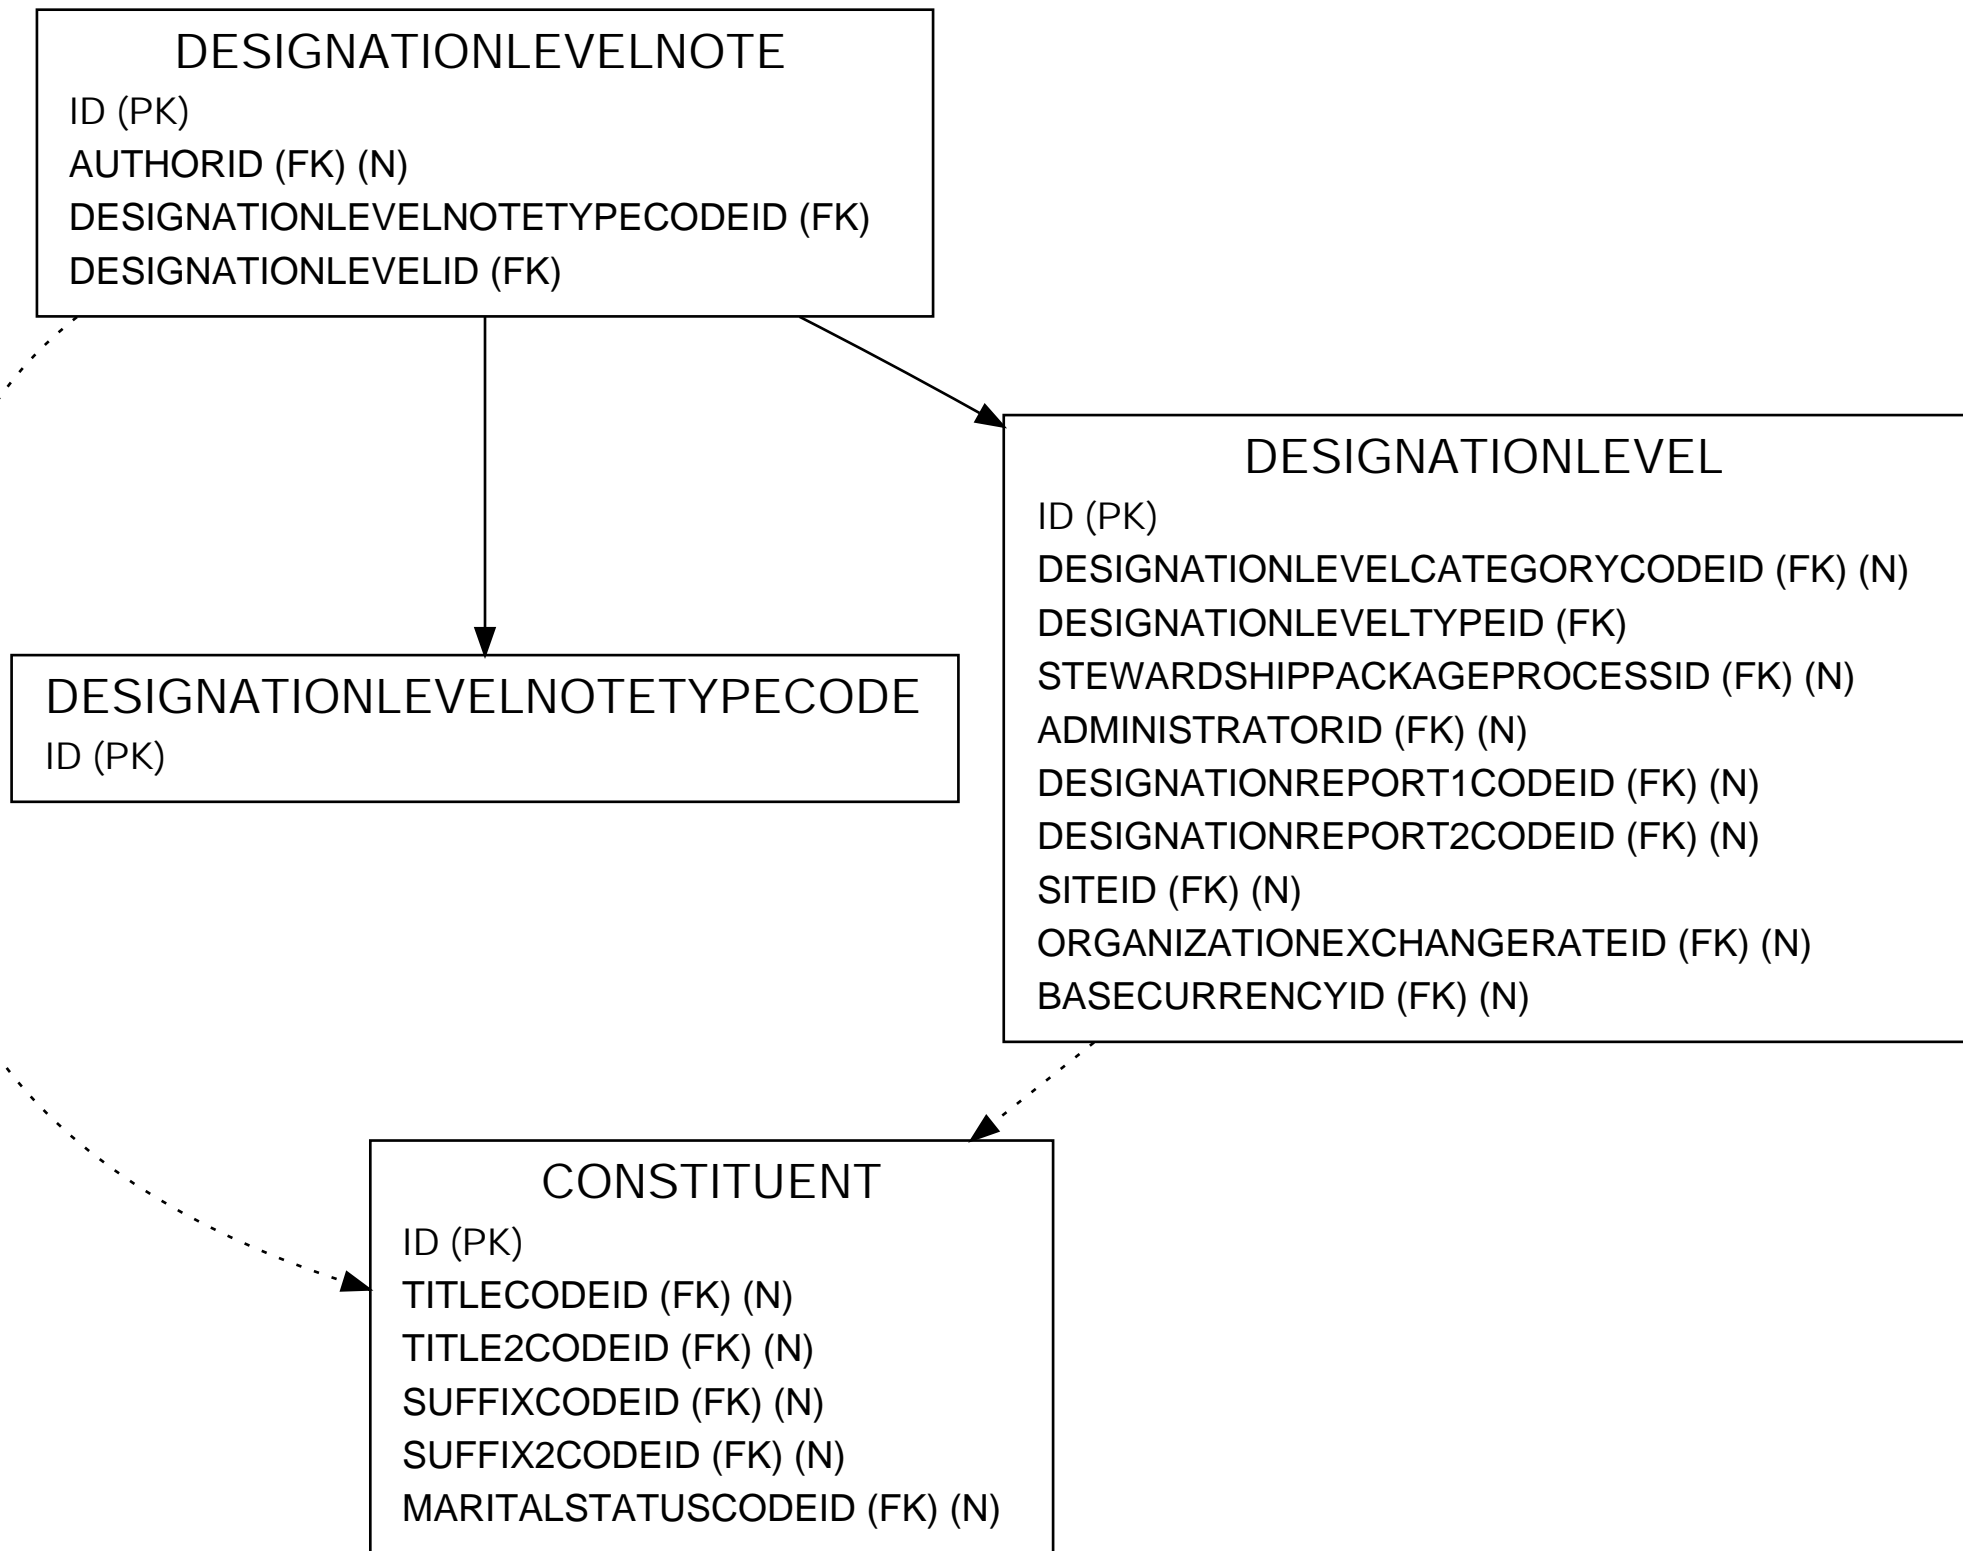 DESIGNATIONLEVELNOTE
ID (PK)
AUTHORID (FK) (N)
DESIGNATIONLEVELNOTETYPECODEID (FK)
DESIGNATIONLEVELID (FK)
DESIGNATIONLEVEL
ID (PK)
DESIGNATIONLEVELCATEGORYCODEID (FK) (N)
DESIGNATIONLEVELTYPEID (FK)
STEWARDSHIPPACKAGEPROCESSID (FK) (N)
ADMINISTRATORID (FK) (N)
DESIGNATIONREPORT1CODEID (FK) (N)
DESIGNATIONREPORT2CODEID (FK) (N)
SITEID (FK) (N)
ORGANIZATIONEXCHANGERATEID (FK) (N)
BASECURRENCYID (FK) (N)
DESIGNATIONLEVELNOTETYPECODE
ID (PK)
CONSTITUENT
ID (PK)
TITLECODEID (FK) (N)
TITLE2CODEID (FK) (N)
SUFFIXCODEID (FK) (N)
SUFFIX2CODEID (FK) (N)
MARITALSTATUSCODEID (FK) (N)